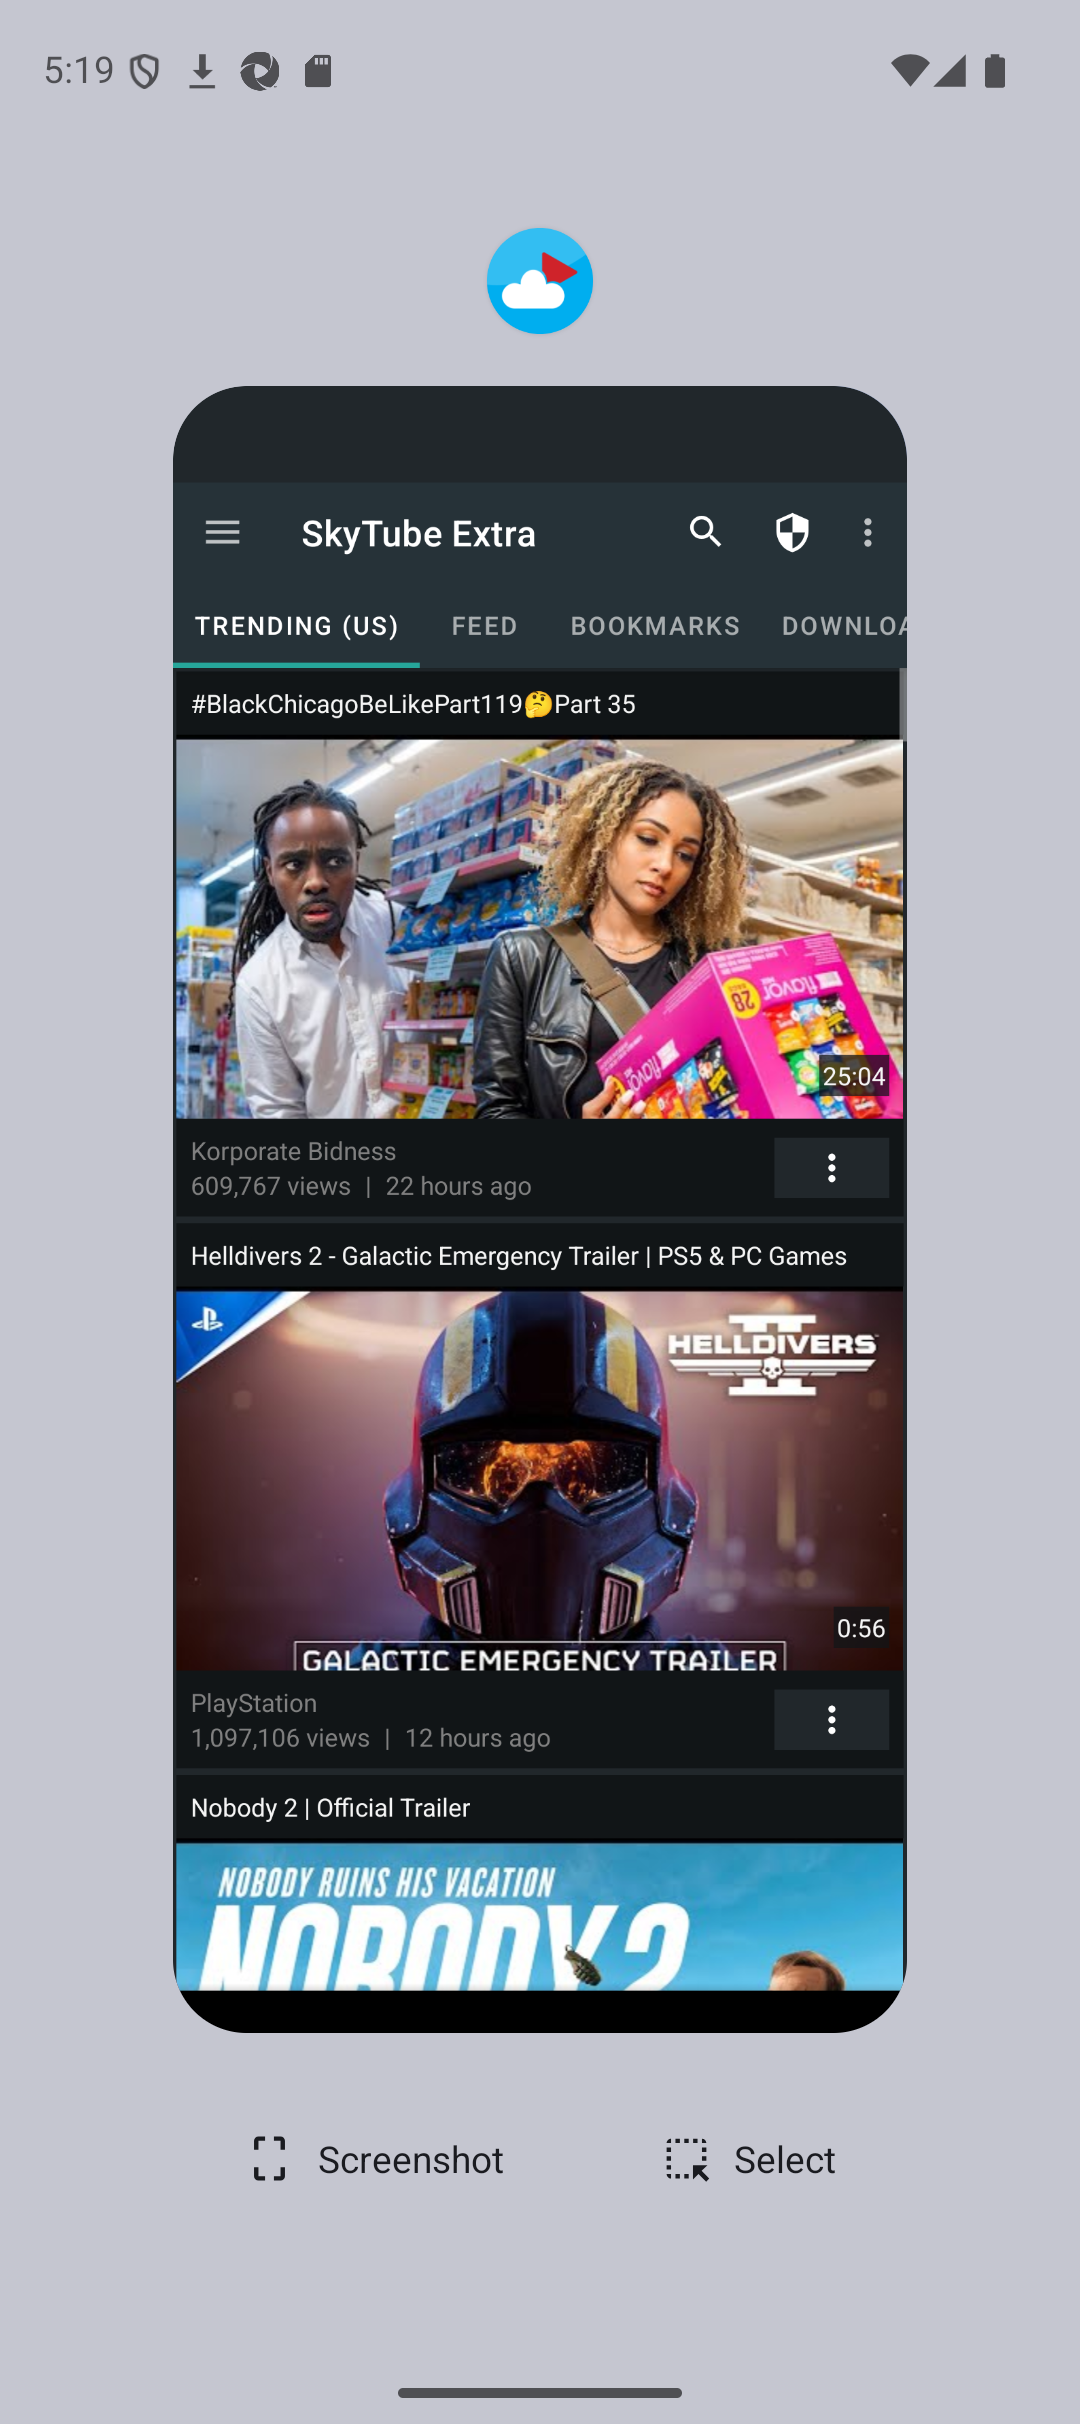 5:19
SkyTube Extra
TRENDING (US) FEED BOOKMARKS DOWNLOA
#BlackChicagoBeLikePart119🤔Part 35
28
flavor
flavor
25:04
Korporate Bidness
609,767 views | 22 hours ago
Helldivers 2 - Galactic Emergency Trailer | PS5 & PC Games
HELLDIVERS
II
GALACTIC EMERGENCY TRAILER
0:56
PlayStation
1,097,106 views | 12 hours ago
Nobody 2 | Official Trailer
NOBODY RUINS HIS VACATION
NOBODY 2
Screenshot
Select